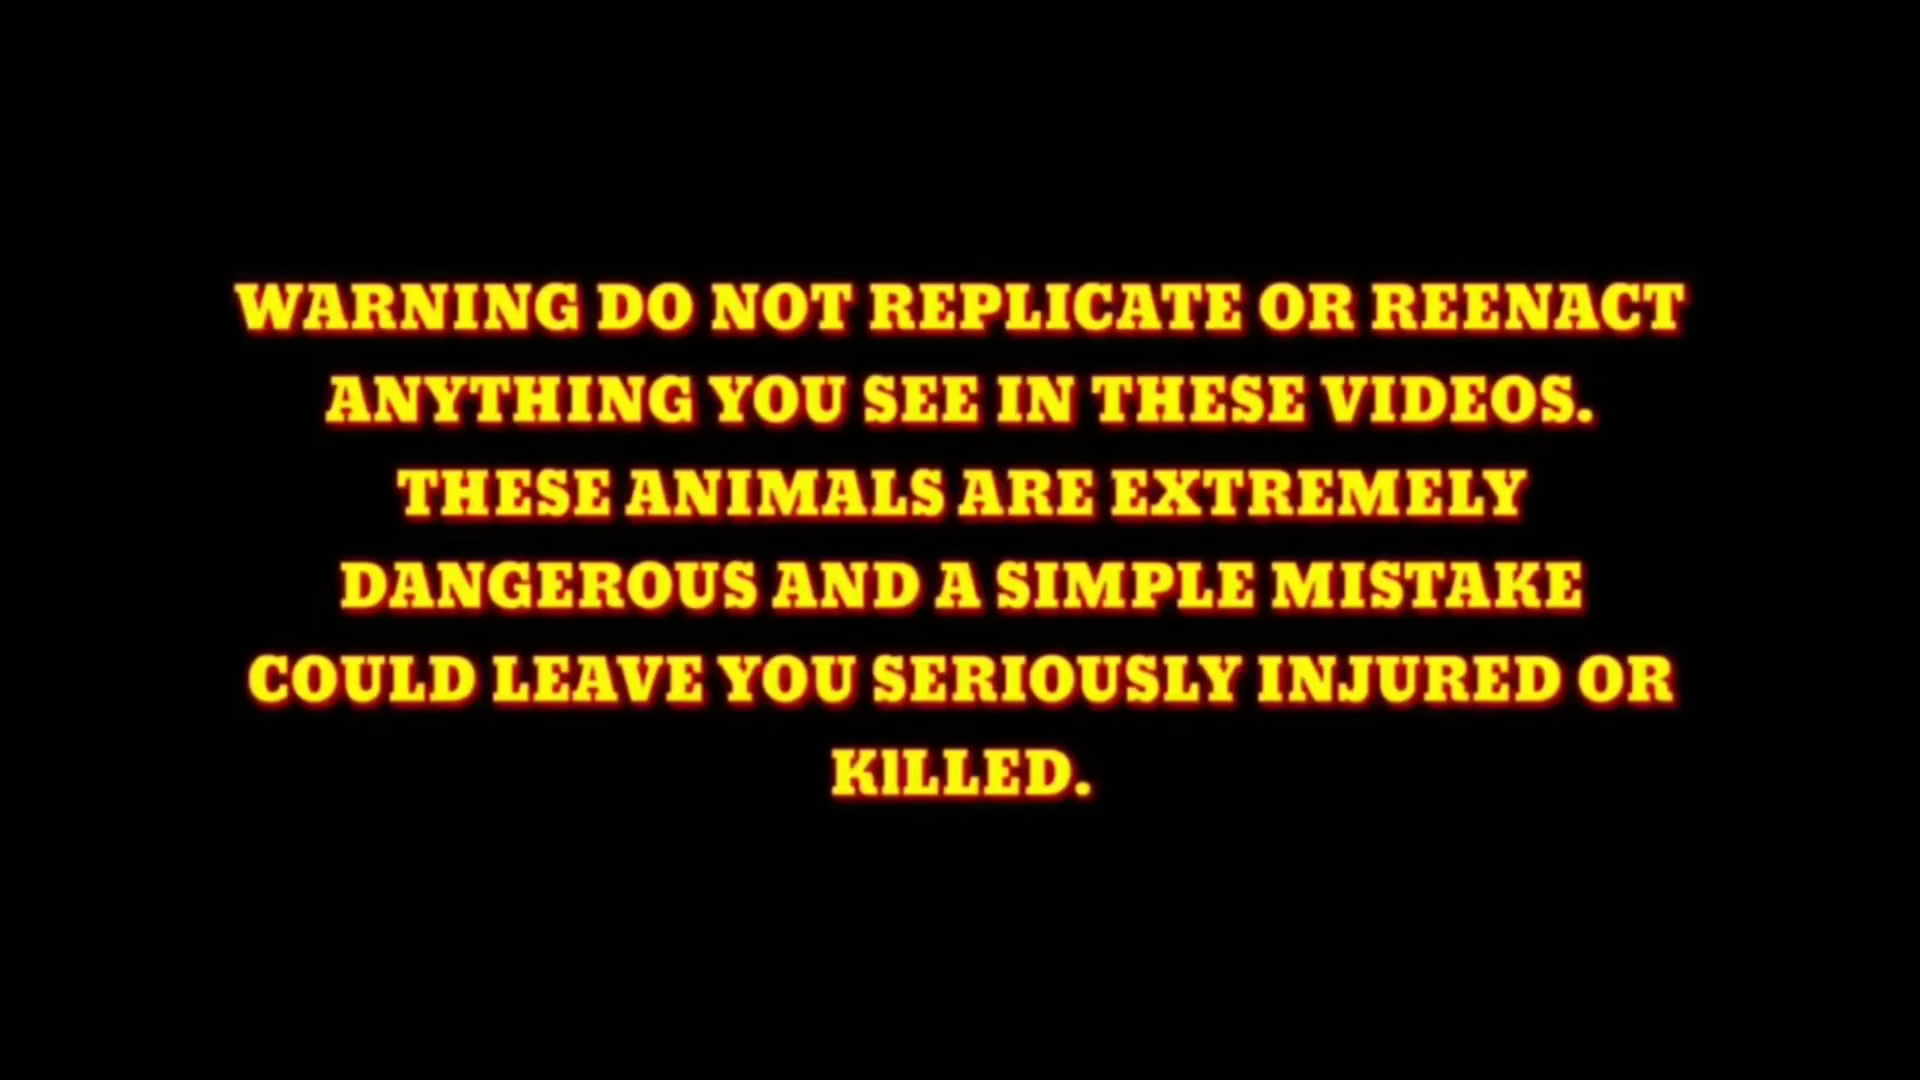 WARNING DO NOT REPLICATE OR REENACT
ANYTHING YOU SEE IN THESE VIDEOS.
THESE ANIMALS ARE EXTREMELY
DANGEROUS AND A SIMPLE MISTAKE
COULD LEAVE YOU SERIOUSLY INJURED OR
KILLED.